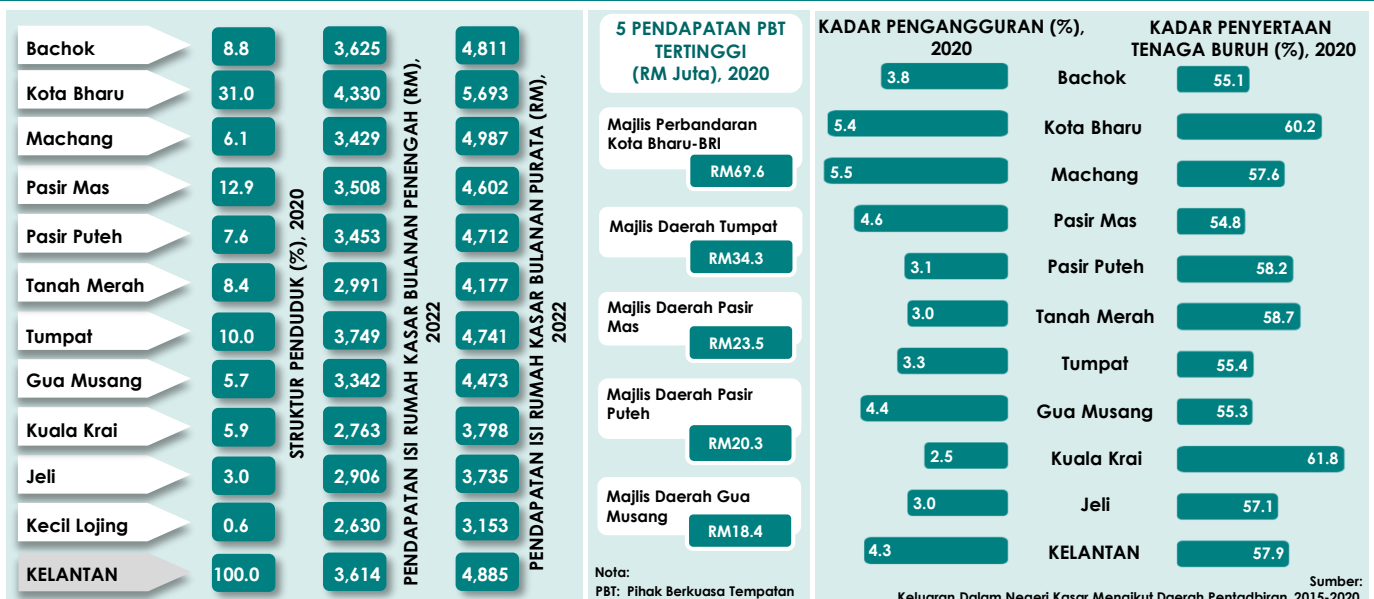 Bachok 8.8 3,625 4,811
Kota Bharu 31.0 4,330 5,693
Machang 6.1 3,429 4,987
Pasir Mas 12.9 3,508 4,602
Pasir Puteh 7.6 3,453 4,712
Tanah Merah 8.4 2,991 4,177
Tumpat 10.0 3,749 4,741
Gua Musang 5.7 3,342 4,473
Kuala Krai 5.9 2,763 3,798
Jeli 3.0 2,906 3,735
Kecil Lojing 0.6 2,630 3,153
KELANTAN 100.0 3,614 4,885
STRUKTUR PENDUDUK (%), 2020
PENDAPATAN ISI RUMAH KASAR BULANAN PENENGAH (RM),
2022
PENDAPATAN ISI RUMAH KASAR BULANAN PURATA (RM),
2022
5 PENDAPATAN PBT
TERTINGGI
(RM Juta), 2020
Majlis Perbandaran
Kota Bharu-BRI
RM69.6
Majlis Daerah Tumpat
RM34.3
Majlis Daerah Pasir
Mas
RM23.5
Majlis Daerah Pasir
Puteh
RM20.3
Majlis Daerah Gua
Musang
RM18.4
Nota:
PBT: Pihak Berkuasa Tempatan
KADAR PENGANGGURAN (%),
2020
KADAR PENYERTAAN
TENAGA BURUH (%), 2020
3.8 Bachok 55.1
5.4 Kota Bharu 60.2
5.5 Machang 57.6
4.6 Pasir Mas 54.8
3.1 Pasir Puteh 58.2
3.0 Tanah Merah 58.7
3.3 Tumpat 55.4
4.4 Gua Musang 55.3
2.5 Kuala Krai 61.8
3.0 Jeli 57.1
4.3 KELANTAN 57.9
Sumber:
Keluaran Dalam Negeri Kasar Mengikut Daerah Pentadbiran, 2015-2020